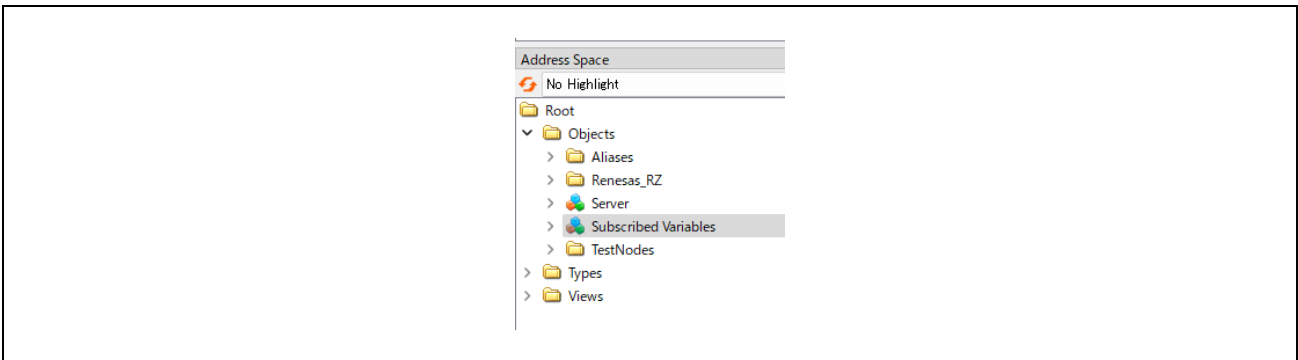 Address Space
No Highlight
Root
Objects
Aliases
Renesas_RZ
Server
Subscribed Variables
TestNodes
Types
Views